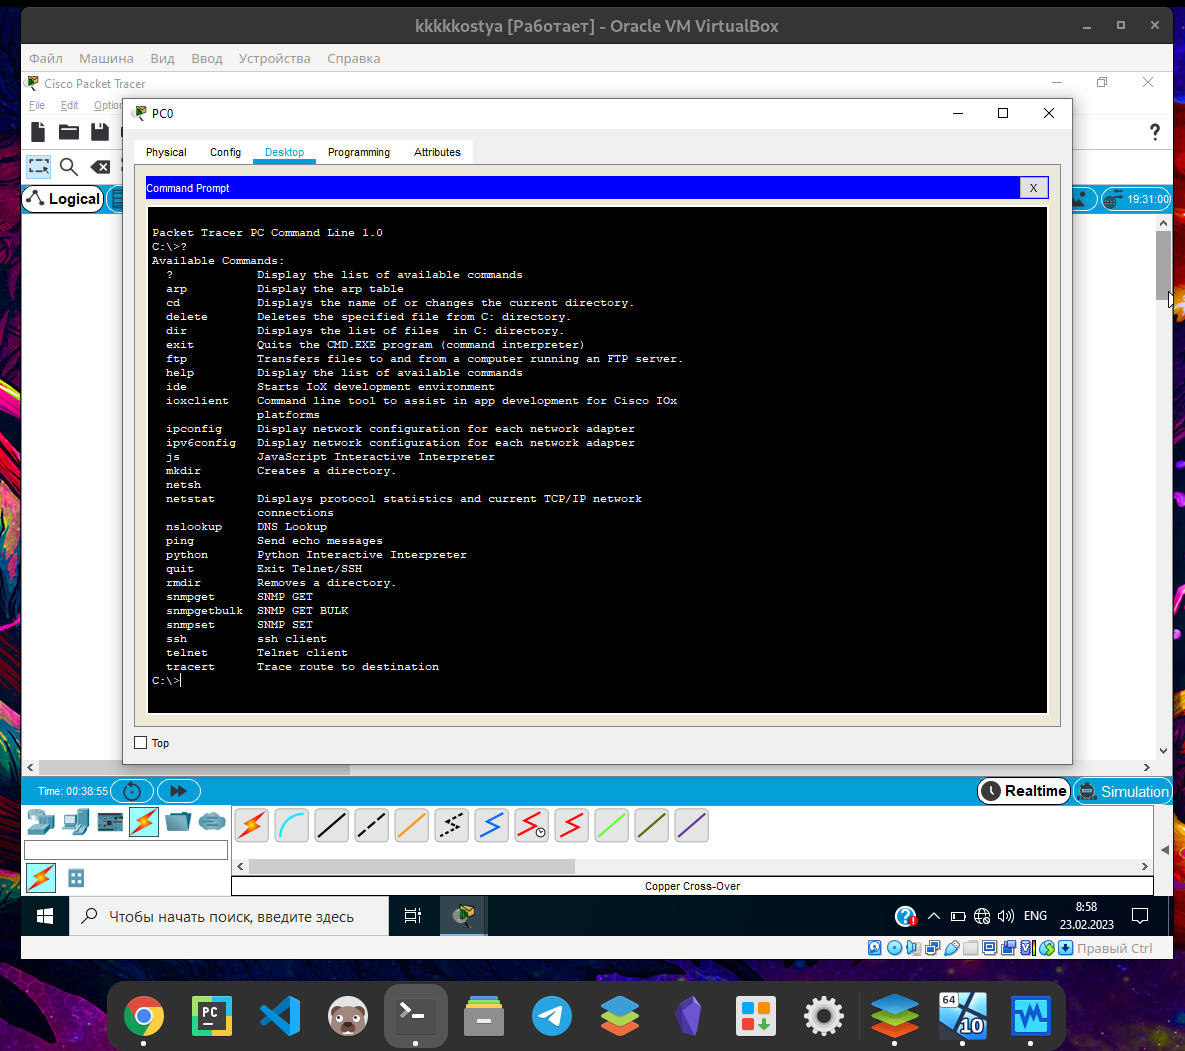 kkkkkostya [Работает] - Oracle VM VirtualBox
Файл Машина Вид Ввод Устройства Справка
Cisco Packet Tracer
File Edit Option
PC0
?
Physical Config Desktop Programming Attributes
Command Prompt X
Logical
19:31:00
Packet Tracer PC Command Line 1.0
C:\>?
Available Commands:
? Display the list of available commands
arp Display the arp table
cd Displays the name of or changes the current directory.
delete Deletes the specified file from C: directory.
dir Displays the list of files in C: directory.
exit Quits the CMD.EXE program (command interpreter)
ftp Transfers files to and from a computer running an FTP server.
help Display the list of available commands
ide Starts IoX development environment
ioxclient Command line tool to assist in app development for Cisco IOx
platforms
ipconfig Display network configuration for each network adapter
ipv6config Display network configuration for each network adapter
js JavaScript Interactive Interpreter
mkdir Creates a directory.
netsh
netstat Displays protocol statistics and current TCP/IP network
connections
nslookup DNS Lookup
ping Send echo messages
python Python Interactive Interpreter
quit Exit Telnet/SSH
rmdir Removes a directory.
snmpget SNMP GET
snmpgetbulk SNMP GET BULK
snmpset SNMP SET
ssh ssh client
telnet Telnet client
tracert Trace route to destination
C:\>
Top
Time: 00:38:55
Realtime Simulation
Copper Cross-Over
Чтобы начать поиск, введите здесь
ENG
8:58
23.02.2023
Правый Ctrl
PC
64
10